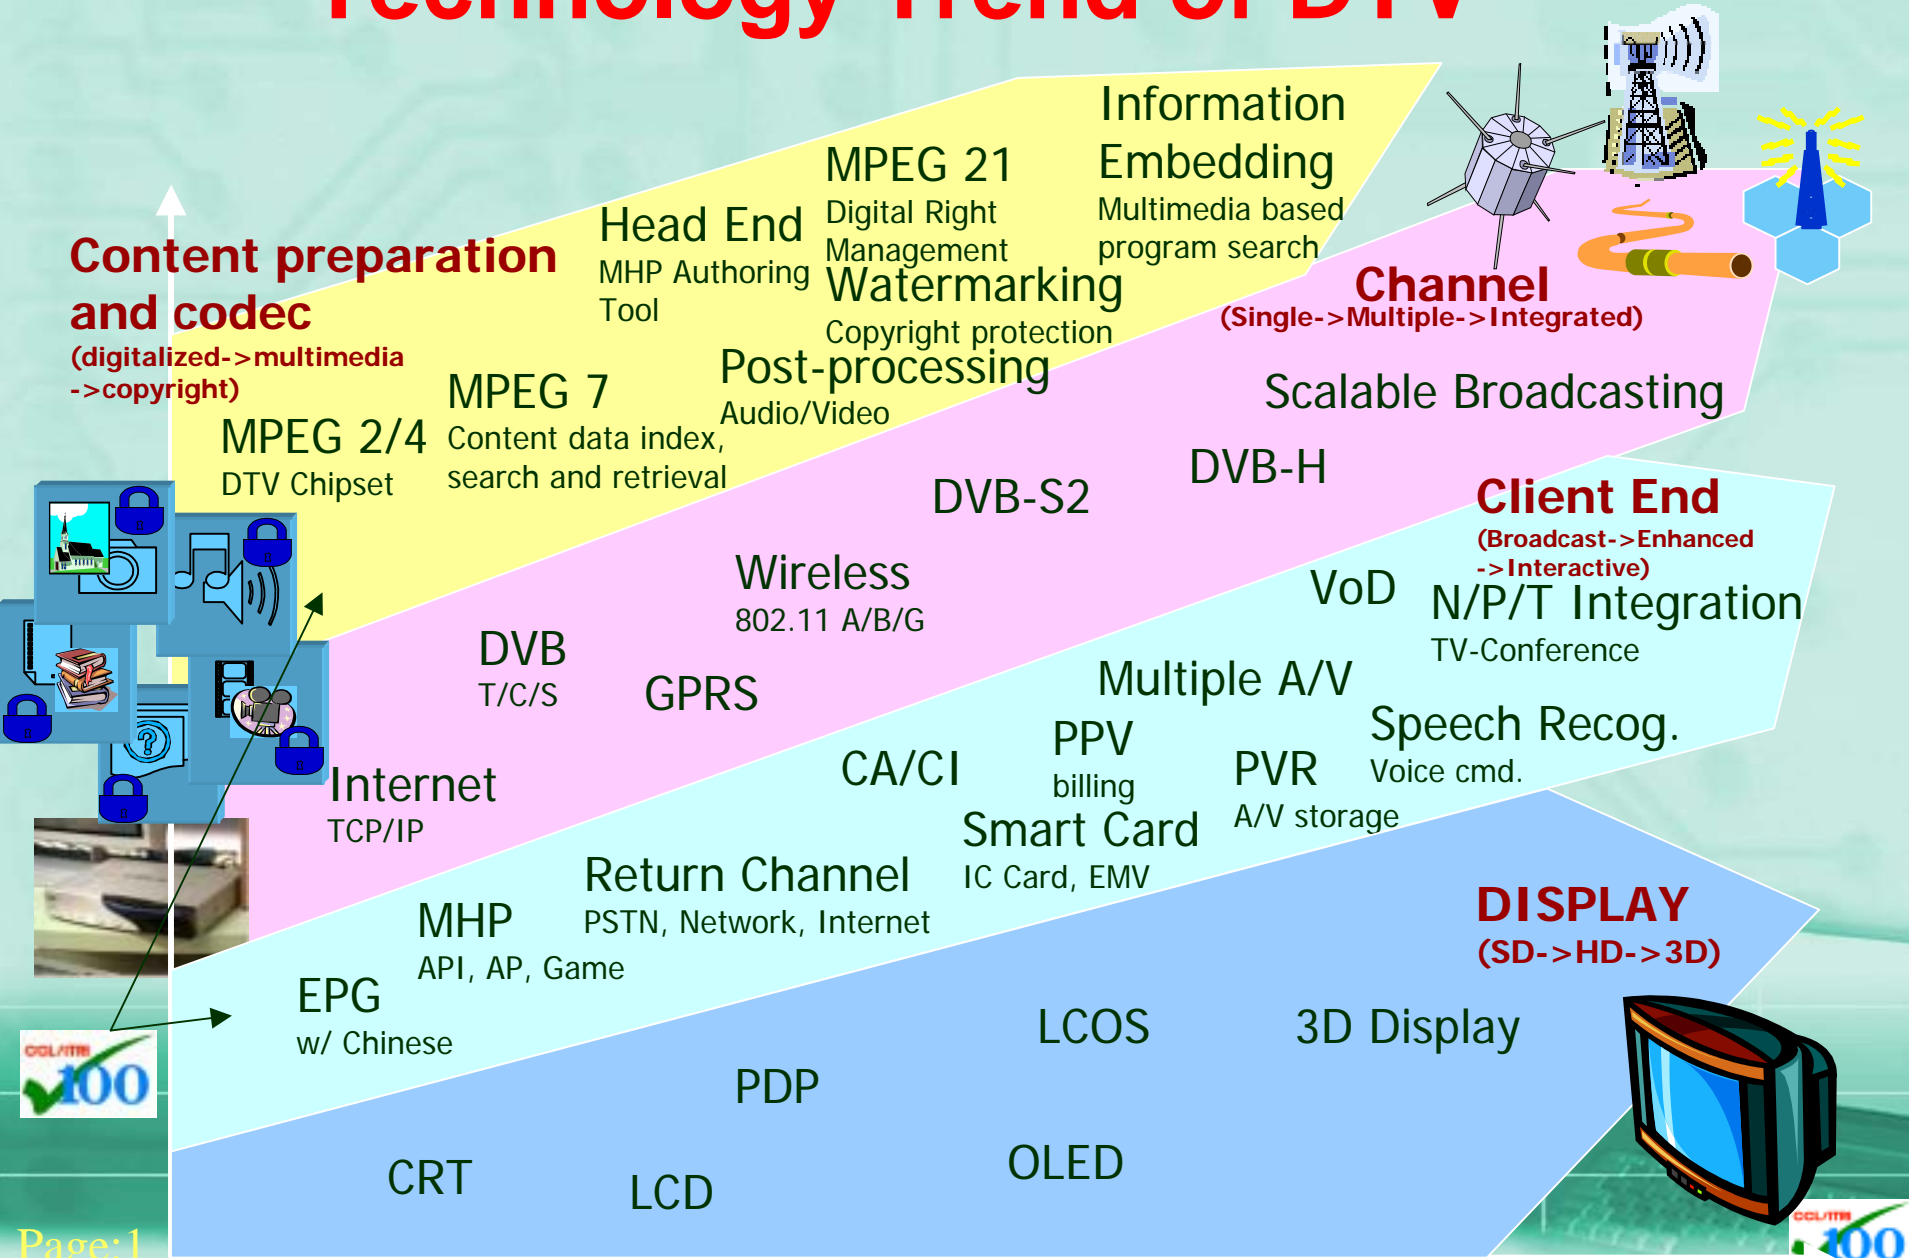 Technology Trend of DTV
Information
Embedding
Multimedia based
program search
MPEG 21
Digital Right
Management
Head End
MHP Authoring
Tool
Watermarking
Copyright protection
Content preparation
and codec
(digitalized->multimedia
->copyright)
Post-processing
Audio/Video
MPEG 7
Content data index,
search and retrieval
MPEG 2/4
DTV Chipset
Channel
(Single->Multiple->Integrated)
Scalable Broadcasting
DVB-H
DVB-S2
Wireless
802.11 A/B/G
DVB
T/C/S
GPRS
Internet
TCP/IP
Client End
(Broadcast->Enhanced
->Interactive)
VoD
N/P/T Integration
TV-Conference
Multiple A/V
Speech Recog.
Voice cmd.
PPV
billing
PVR
A/V storage
CA/CI
Smart Card
IC Card, EMV
Return Channel
PSTN, Network, Internet
MHP
API, AP, Game
EPG
w/ Chinese
DISPLAY
(SD->HD->3D)
LCOS
3D Display
PDP
OLED
CRT
LCD
CCL/ITRI
100
Page:1
CCL/ITRI
100